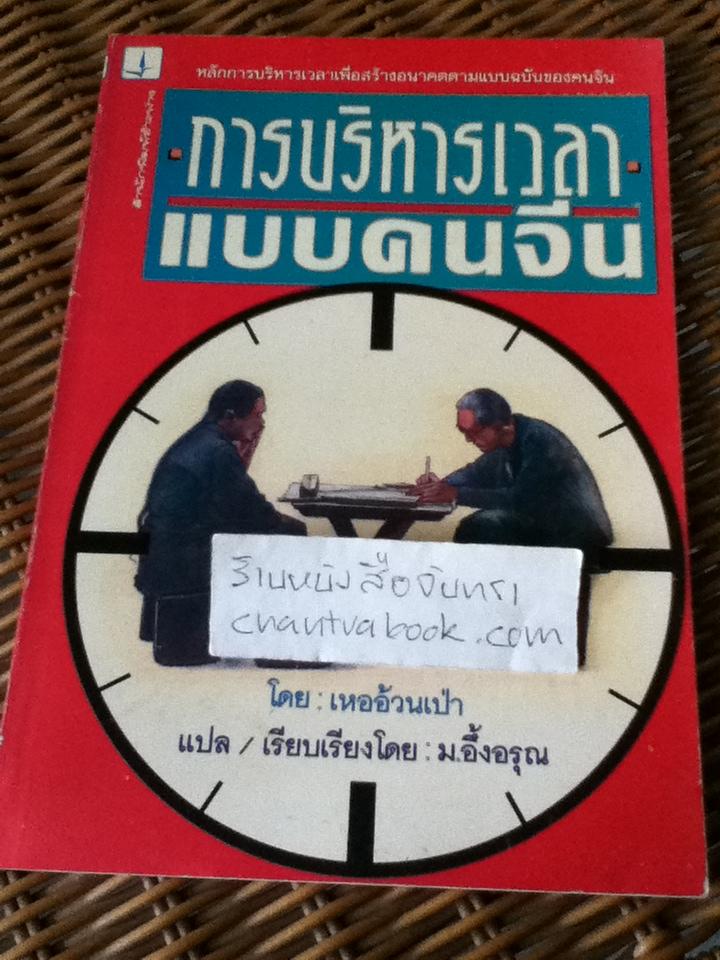 หลักการบริหารเวลาเพื่อสร้างอนาคตตามแบบฉบับของคนจีน
การบริหารเวลา
แบบคนจีน
ร้านหนังสือจันทรา
chantrabook.com
โดย : เหออ้วนเป่า
แปล / เรียบเรียงโดย : ม.อึ้งอรุณ